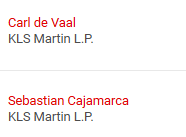 Carl de Vaal
KLS Martin L.P.
Sebastian Cajamarca
KLS Martin L.P.